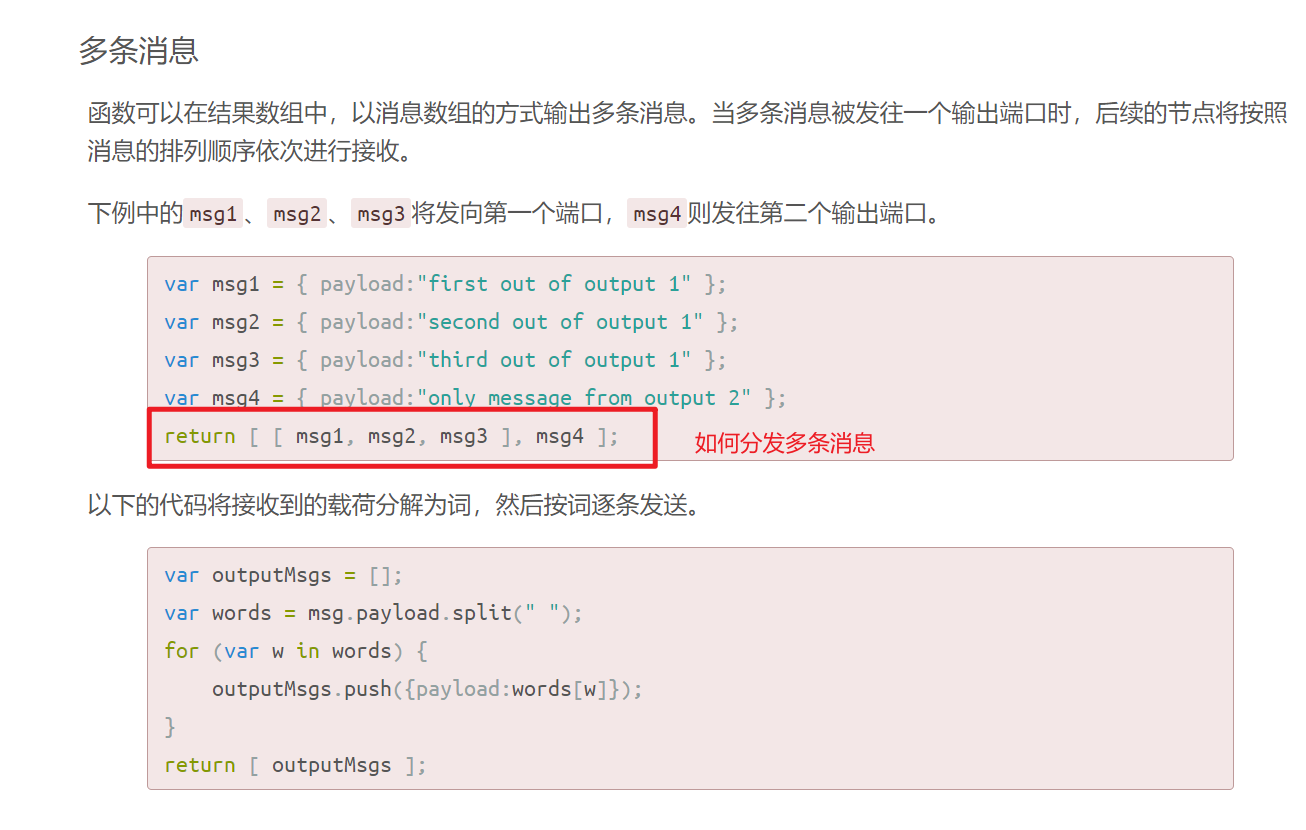 多条消息
函数可以在结果数组中，以消息数组的方式输出多条消息。当多条消息被发往一个输出端口时，后续的节点将按照
消息的排列顺序依次进行接收。
下例中的msg1、msg2、msg3将发向第一个端口，msg4则发往第二个输出端口。
var msg1 = { payload:"first out of output 1" };
var msg2 = { payload:"second out of output 1" };
var msg3 = { payload:"third out of output 1" };
var msg4 = { payload:"only message from output 2" };
return [ [ msg1, msg2, msg3 ], msg4 ];
如何分发多条消息
以下的代码将接收到的载荷分解为词，然后按词逐条发送。
var outputMsgs = [];
var words = msg.payload.split(" ");
for (var w in words) {
    outputMsgs.push({payload:words[w]});
}
return [ outputMsgs ];